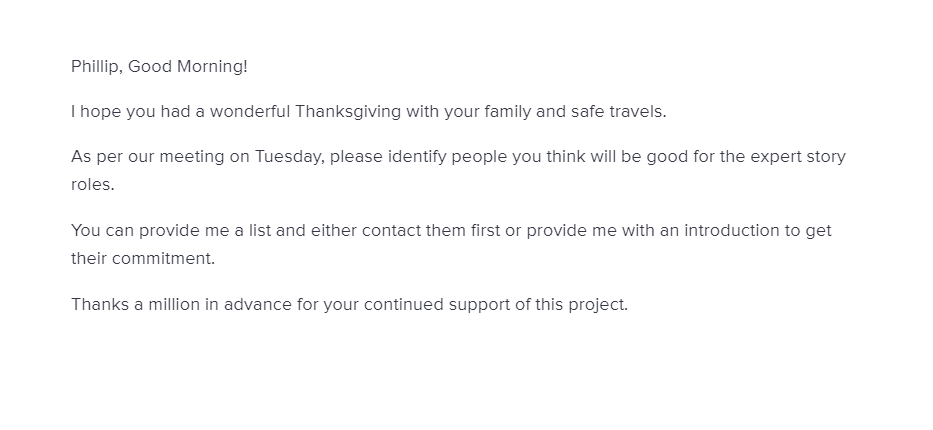 Phillip, Good Morning!
I hope you had a wonderful Thanksgiving with your family and safe travels.
As per our meeting on Tuesday, please identify people you think will be good for the expert story
roles.
You can provide me a list and either contact them first or provide me with an introduction to get
their commitment.
Thanks a million in advance for your continued support of this project.